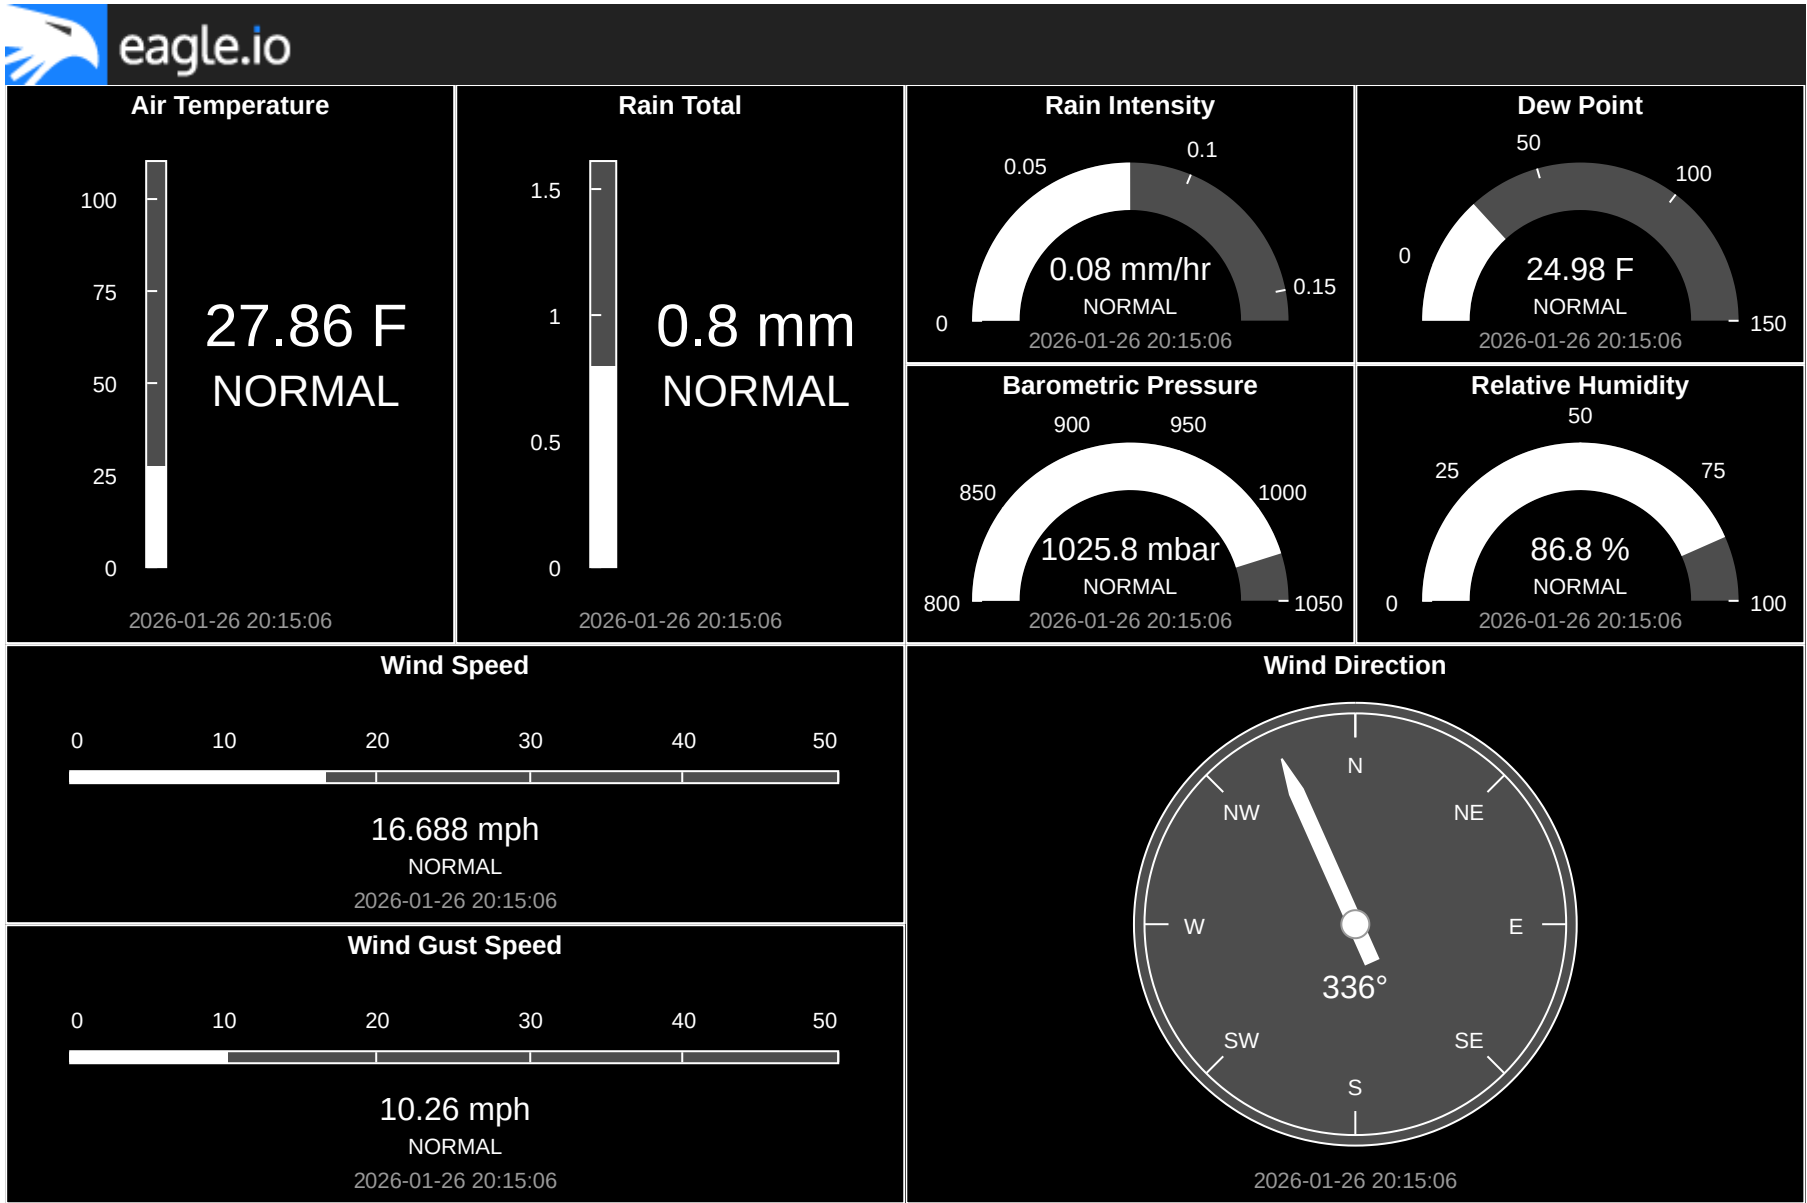 eagle.io
Air Temperature
100
75
50
25
0
27.86 F
NORMAL
2026-01-26 20:15:06
Rain Total
1.5
1
0.5
0
0.8 mm
NORMAL
2026-01-26 20:15:06
Rain Intensity
0
0.05
0.1
0.15
0.08 mm/hr
NORMAL
2026-01-26 20:15:06
Dew Point
0
50
100
150
24.98 F
NORMAL
2026-01-26 20:15:06
Barometric Pressure
800
850
900
950
1000
1050
1025.8 mbar
NORMAL
2026-01-26 20:15:06
Relative Humidity
0
25
50
75
100
86.8 %
NORMAL
2026-01-26 20:15:06
Wind Speed
0 10 20 30 40 50
16.688 mph
NORMAL
2026-01-26 20:15:06
Wind Gust Speed
0 10 20 30 40 50
10.26 mph
NORMAL
2026-01-26 20:15:06
Wind Direction
N
NW NE
W E
336°
SW SE
S
2026-01-26 20:15:06